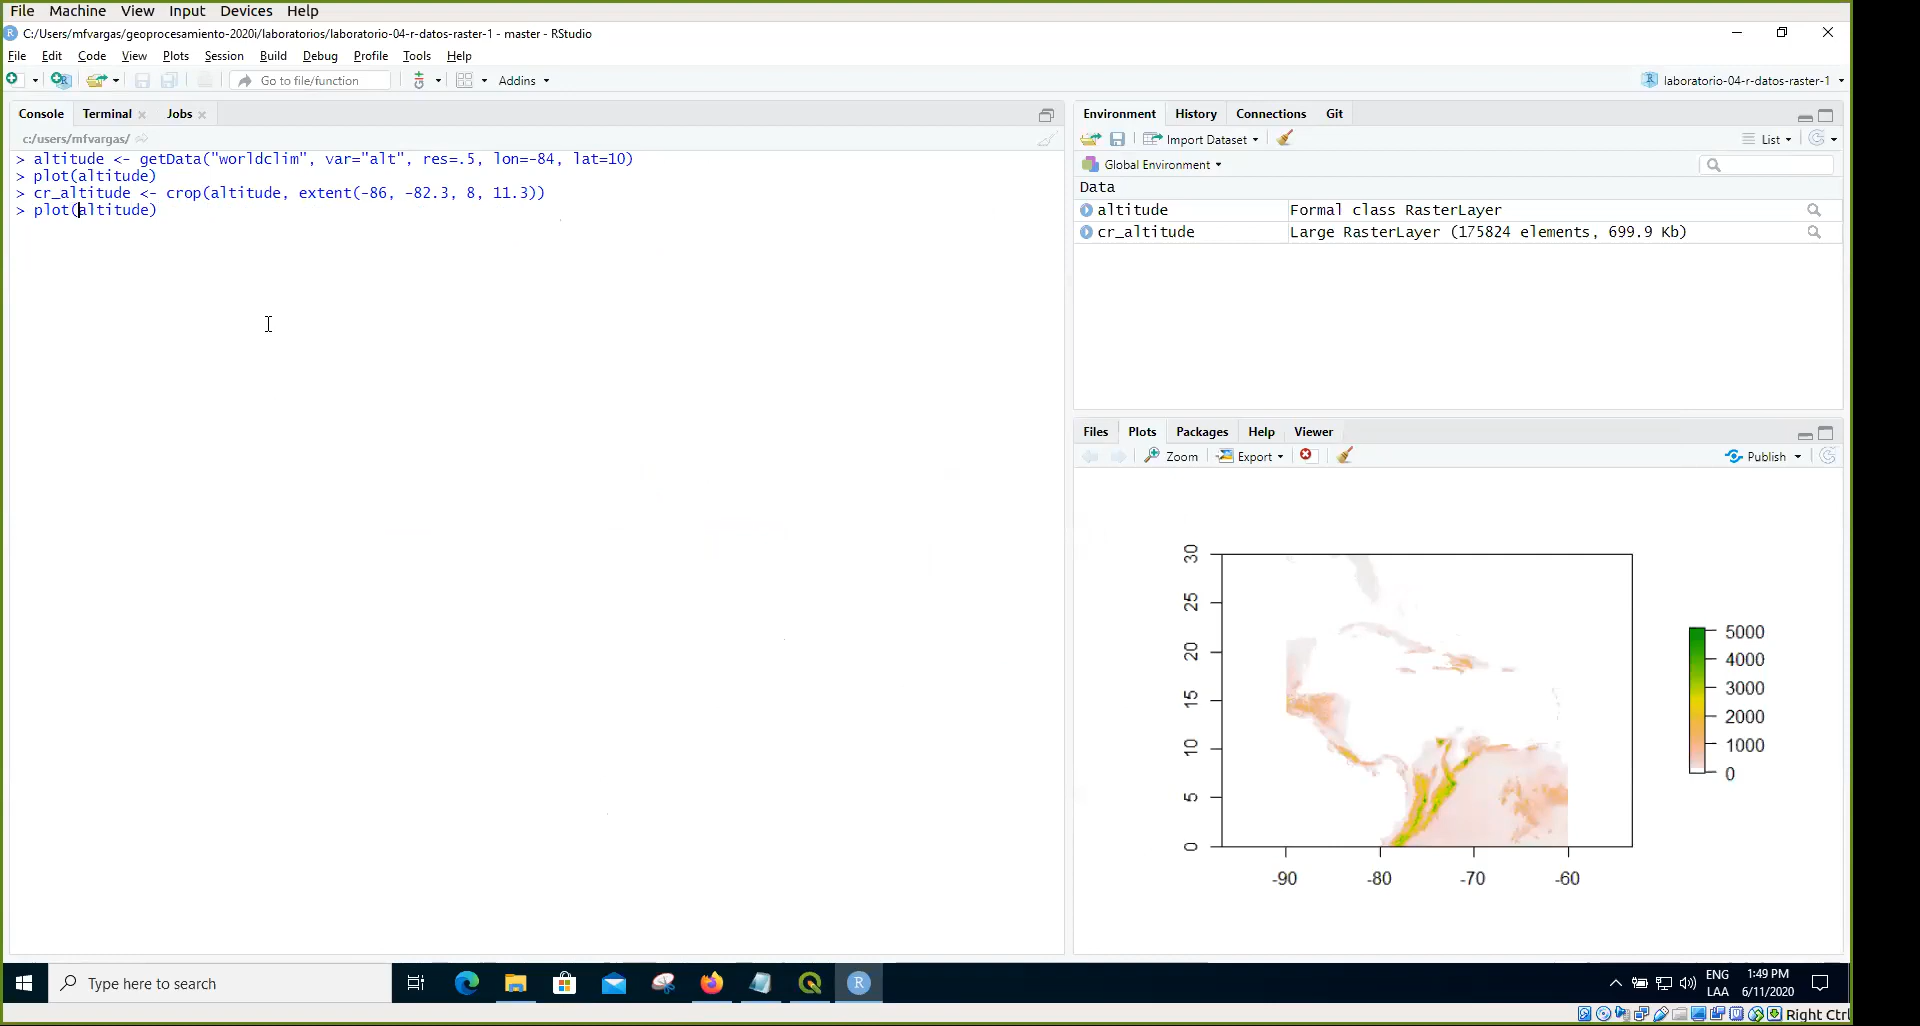 File Machine View Input Devices Help
C:/Users/mfvargas/geoprocesamiento-2020i/laboratorios/laboratorio-04-r-datos-raster-1 - master - RStudio
File Edit Code View Plots Session Build Debug Profile Tools Help
Go to file/function Addins laboratorio-04-r-datos-raster-1
Console Terminal Jobs
c:/users/mfvargas/
> altitude <- getData("worldclim", var="alt", res=.5, lon=-84, lat=10)
> plot(altitude)
> cr_altitude <- crop(altitude, extent(-86, -82.3, 8, 11.3))
> plot(altitude)
Environment History Connections Git
Import Dataset List
Global Environment
Data
altitude Formal class RasterLayer
cr_altitude Large RasterLayer (175824 elements, 699.9 Kb)
Files Plots Packages Help Viewer
Zoom Export Publish
30
25
20
15
10
5
0
-90 -80 -70 -60
5000
4000
3000
2000
1000
0
Type here to search
ENG
LAA
1:49 PM
6/11/2020
Right Ctrl